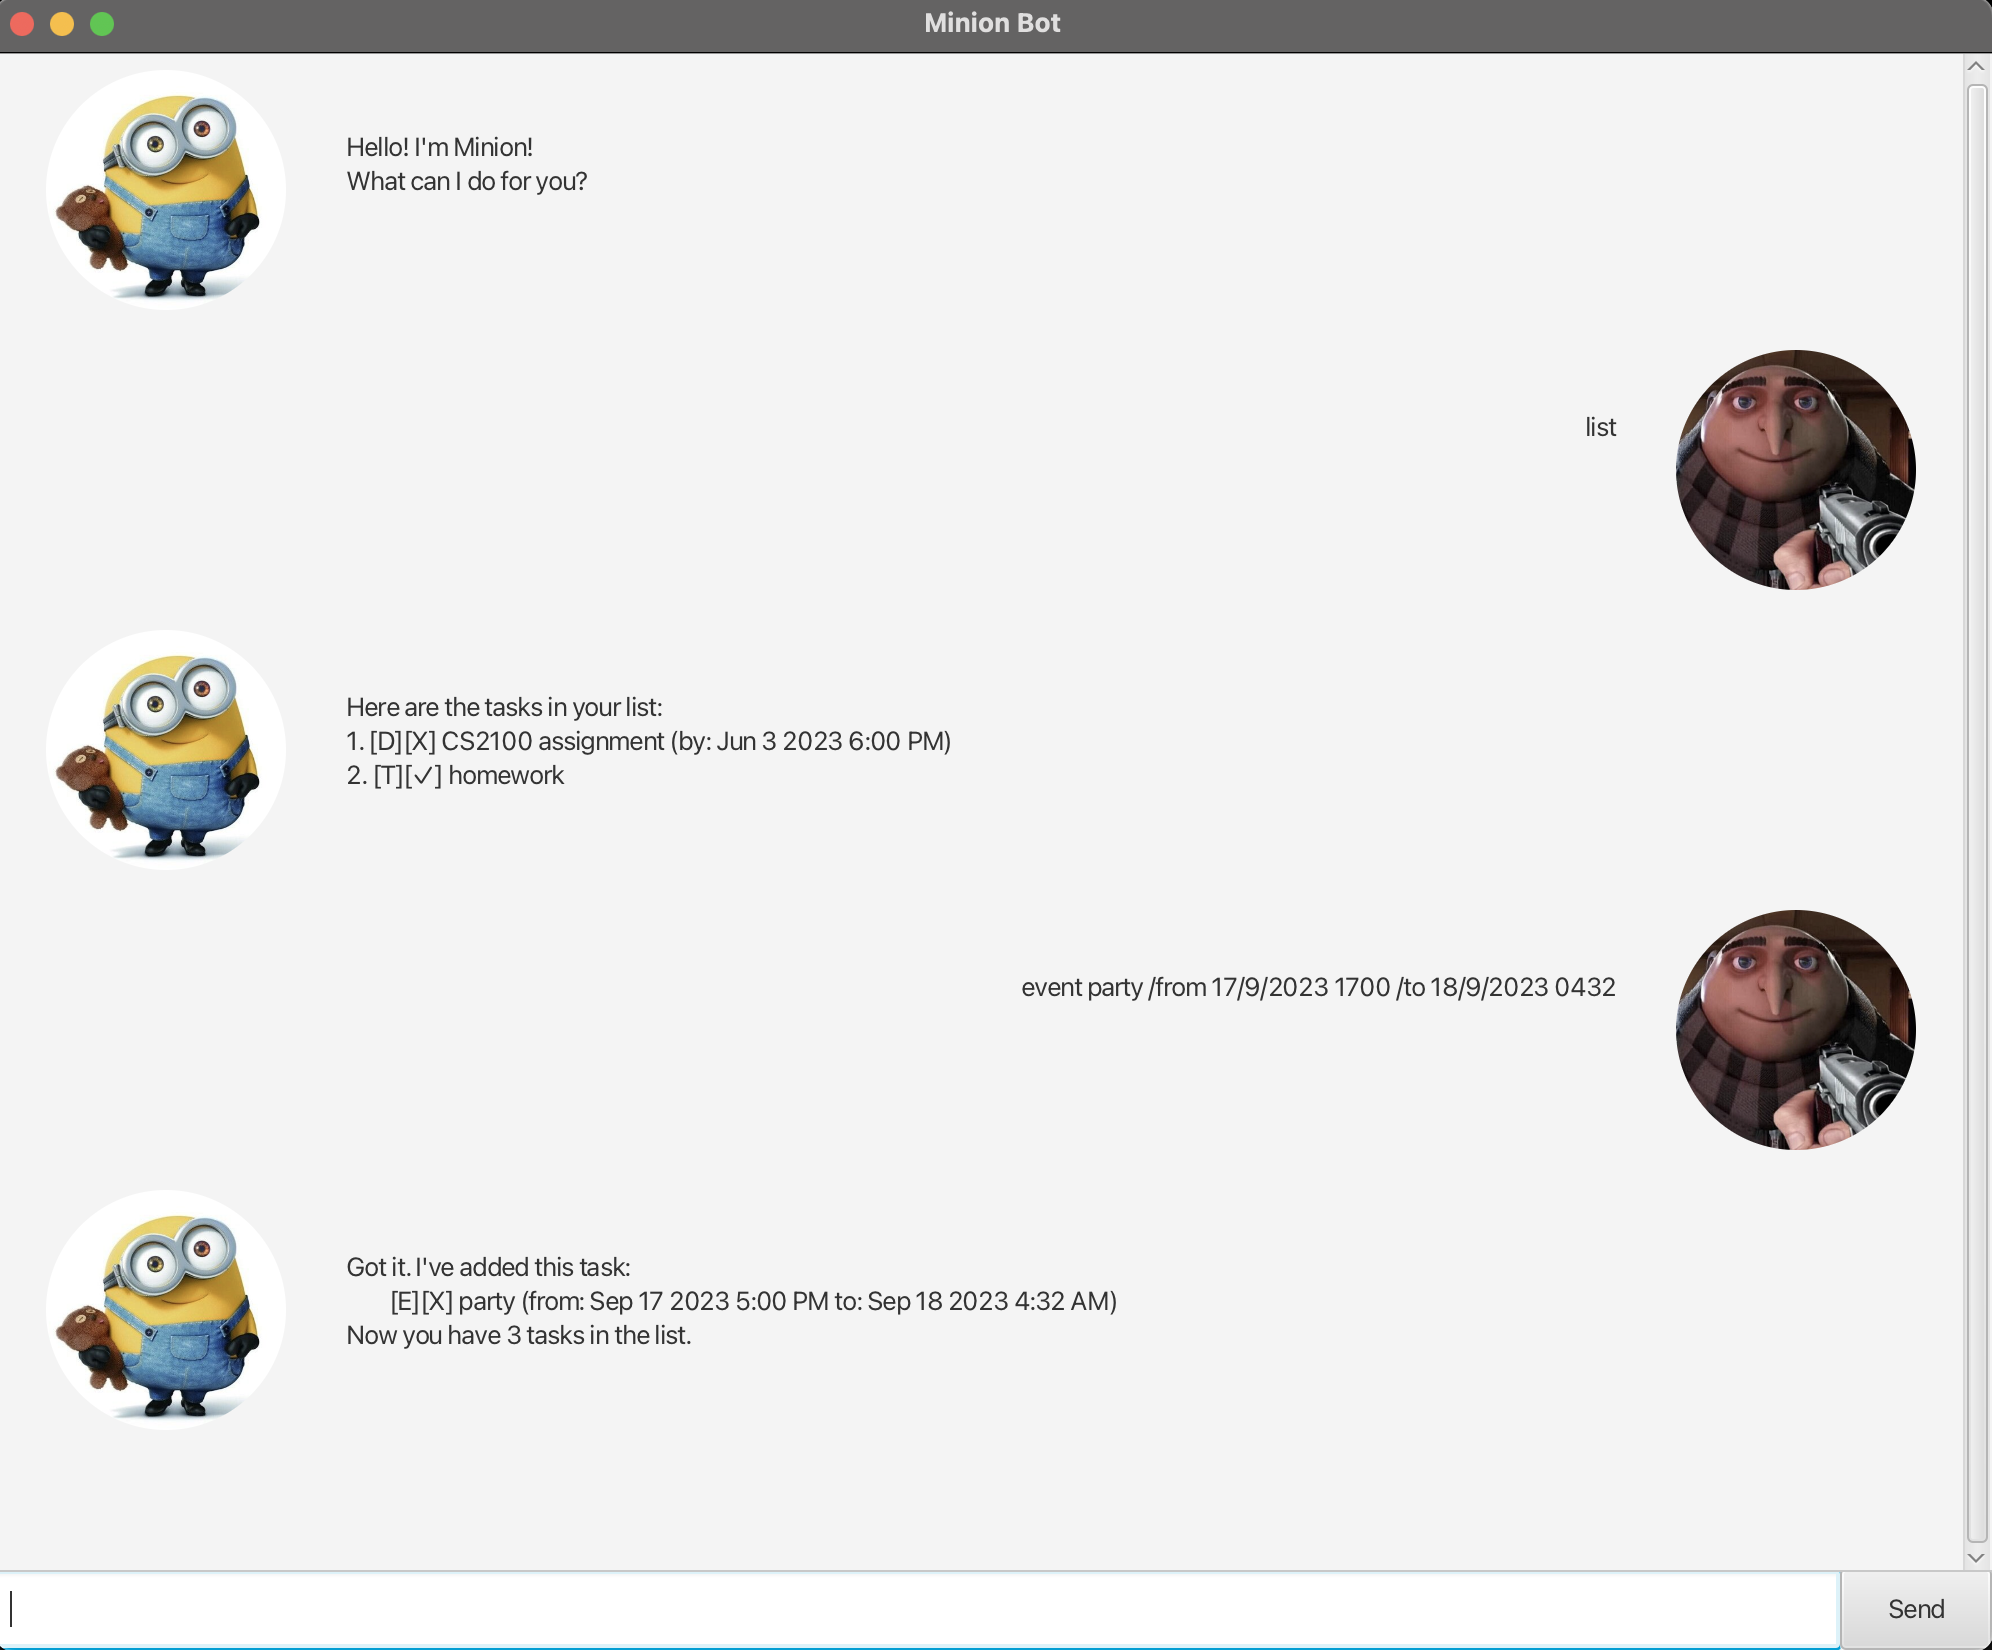 Minion Bot
Hello! I'm Minion!
What can I do for you?
list
Here are the tasks in your list:
1. [D][X] CS2100 assignment (by: Jun 3 2023 6:00 PM)
2. [T][✓] homework
event party /from 17/9/2023 1700 /to 18/9/2023 0432
Got it. I've added this task:
[E][X] party (from: Sep 17 2023 5:00 PM to: Sep 18 2023 4:32 AM)
Now you have 3 tasks in the list.
Send